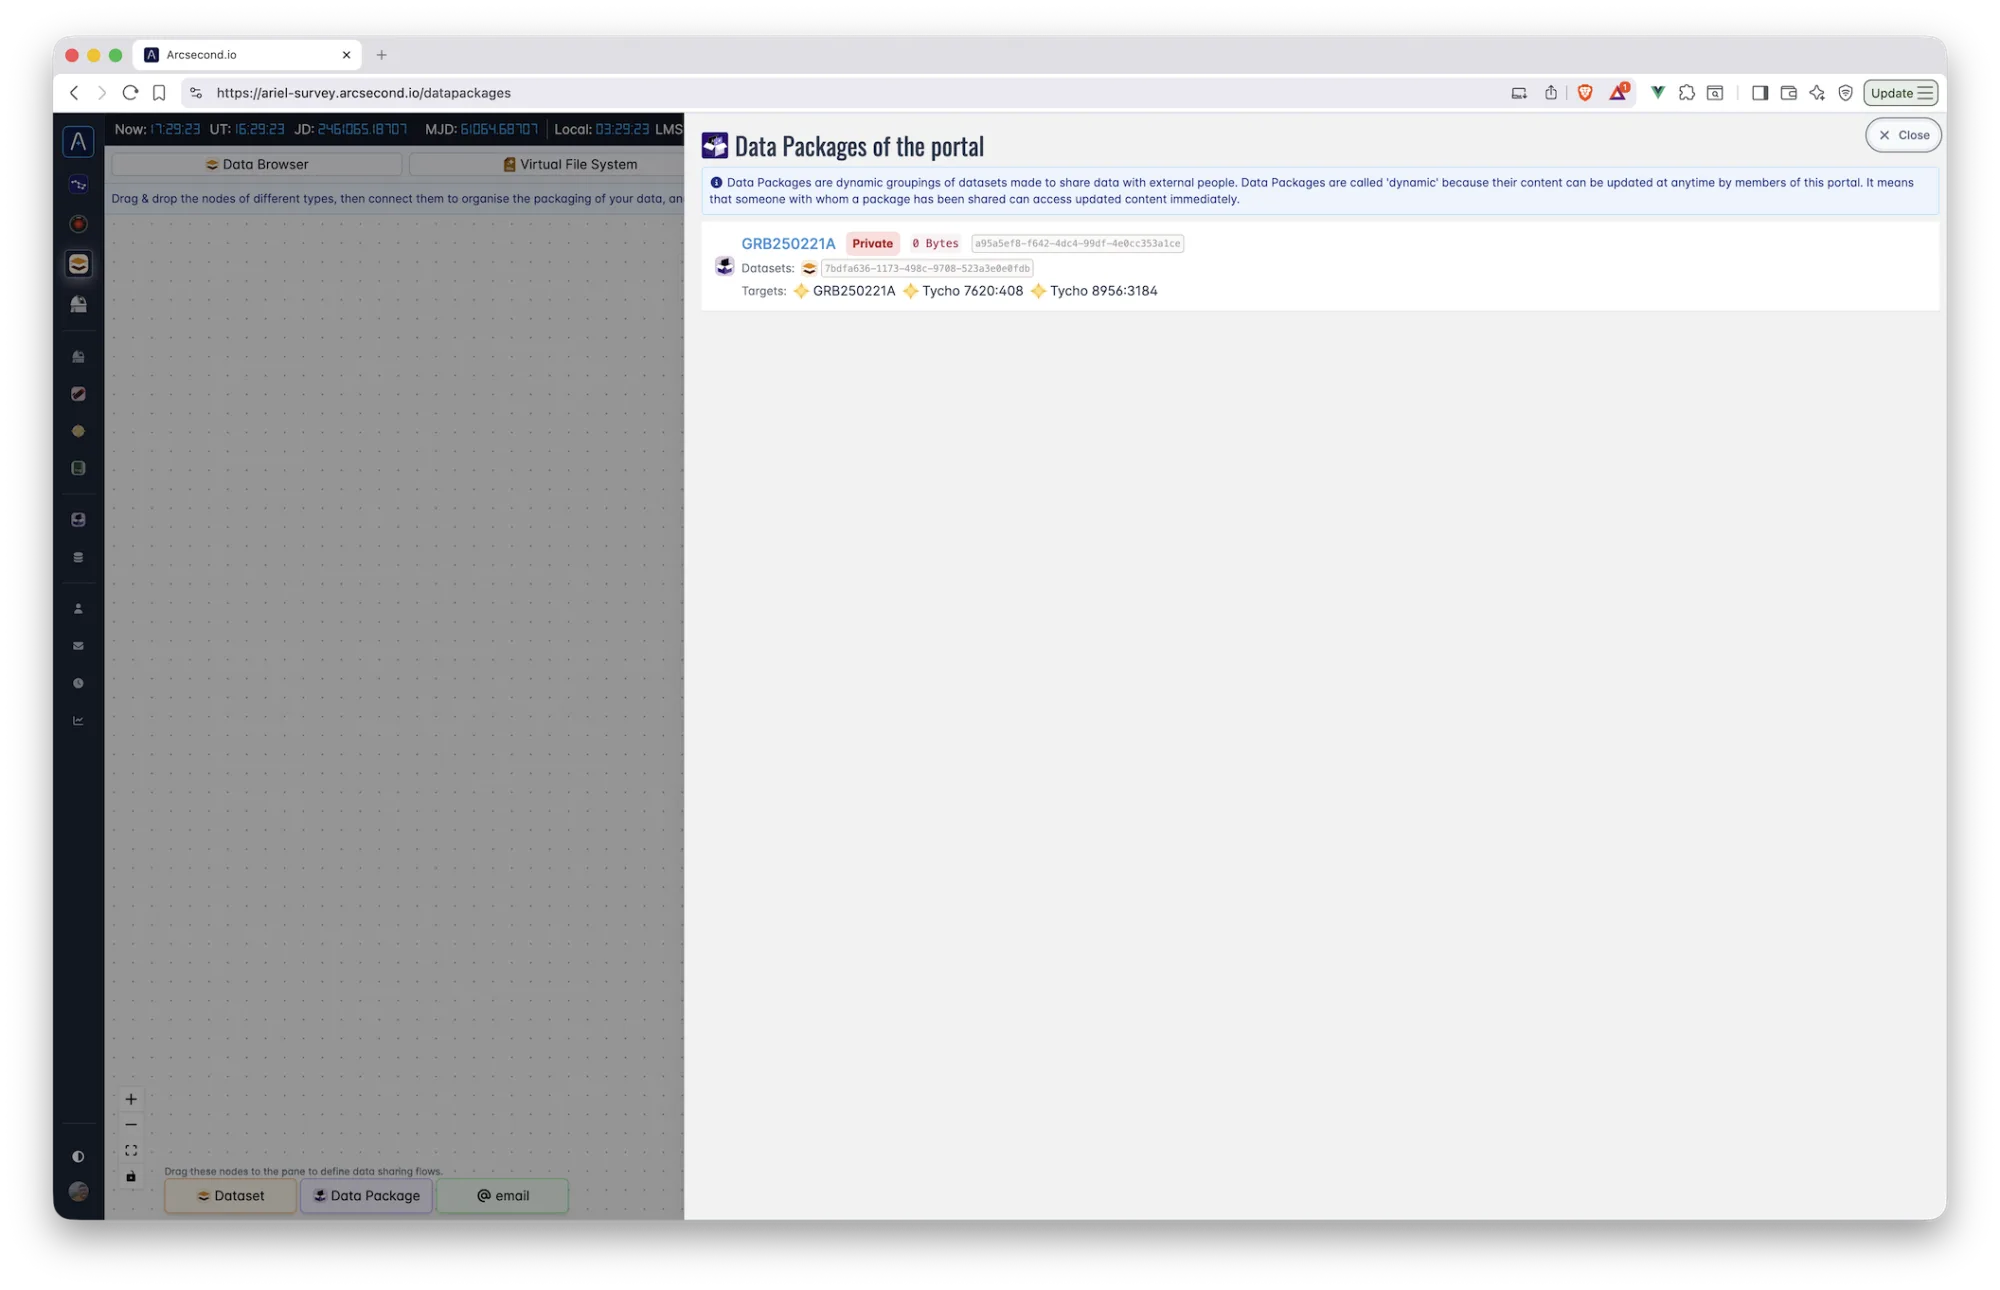 Arcsecond.io
https://ariel-survey.arcsecond.io/datapackages
1
Update
Now: 17:29:23 UT: 16:29:23 JD: 2461065.18707 MJD: 61064.68707 Local: 03:29:23 LMS
Close
Data Browser
Virtual File System
Drag & drop the nodes of different types, then connect them to organise the packaging of your data, an
Data Packages of the portal
Data Packages are dynamic groupings of datasets made to share data with external people. Data Packages are called 'dynamic' because their content can be updated at anytime by members of this portal. It means
that someone with whom a package has been shared can access updated content immediately.
GRB250221A Private 0 Bytes a95a5ef8-f642-4dc4-99df-4e0cc353a1ce
Datasets: 7bdfa636-1173-498c-9708-523a3e0e0fdb
Targets: GRB250221A Tycho 7620:408 Tycho 8956:3184
Drag these nodes to the pane to define data sharing flows.
Dataset
Data Package
@ email